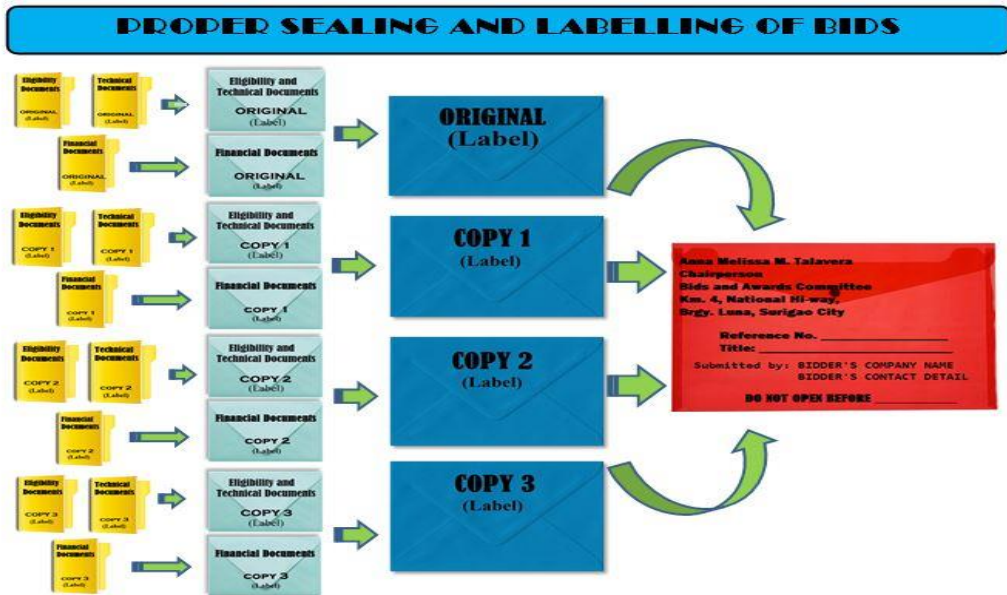 PROPER SEALING AND LABELLING OF BIDS
Eligibility
Documents
ORIGINAL
(Label)
Technical
Documents
ORIGINAL
(Label)
Eligibility and
Technical Documents
ORIGINAL
(Label)
Financial
Documents
ORIGINAL
(Label)
Financial Documents
ORIGINAL
(Label)
ORIGINAL
(Label)
Eligibility
Documents
COPY 1
(Label)
Technical
Documents
COPY 1
(Label)
Eligibility and
Technical Documents
COPY 1
(Label)
Financial
Documents
COPY 1
(Label)
Financial Documents
COPY 1
(Label)
COPY 1
(Label)
Eligibility
Documents
COPY 2
(Label)
Technical
Documents
COPY 2
(Label)
Eligibility and
Technical Documents
COPY 2
(Label)
Financial
Documents
COPY 2
(Label)
Financial Documents
COPY 2
(Label)
COPY 2
(Label)
Eligibility
Documents
COPY 3
(Label)
Technical
Documents
COPY 3
(Label)
Eligibility and
Technical Documents
COPY 3
(Label)
Financial
Documents
COPY 3
(Label)
Financial Documents
COPY 3
(Label)
COPY 3
(Label)
Anna Melissa M. Talavera
Chairperson
Bids and Awards Committee
Km. 4, National Hi-way,
Brgy. Luna, Surigao City
Reference No. ______________
Title: ______________
Submitted by: BIDDER'S COMPANY NAME
BIDDER'S CONTACT DETAIL
DO NOT OPEN BEFORE ______________